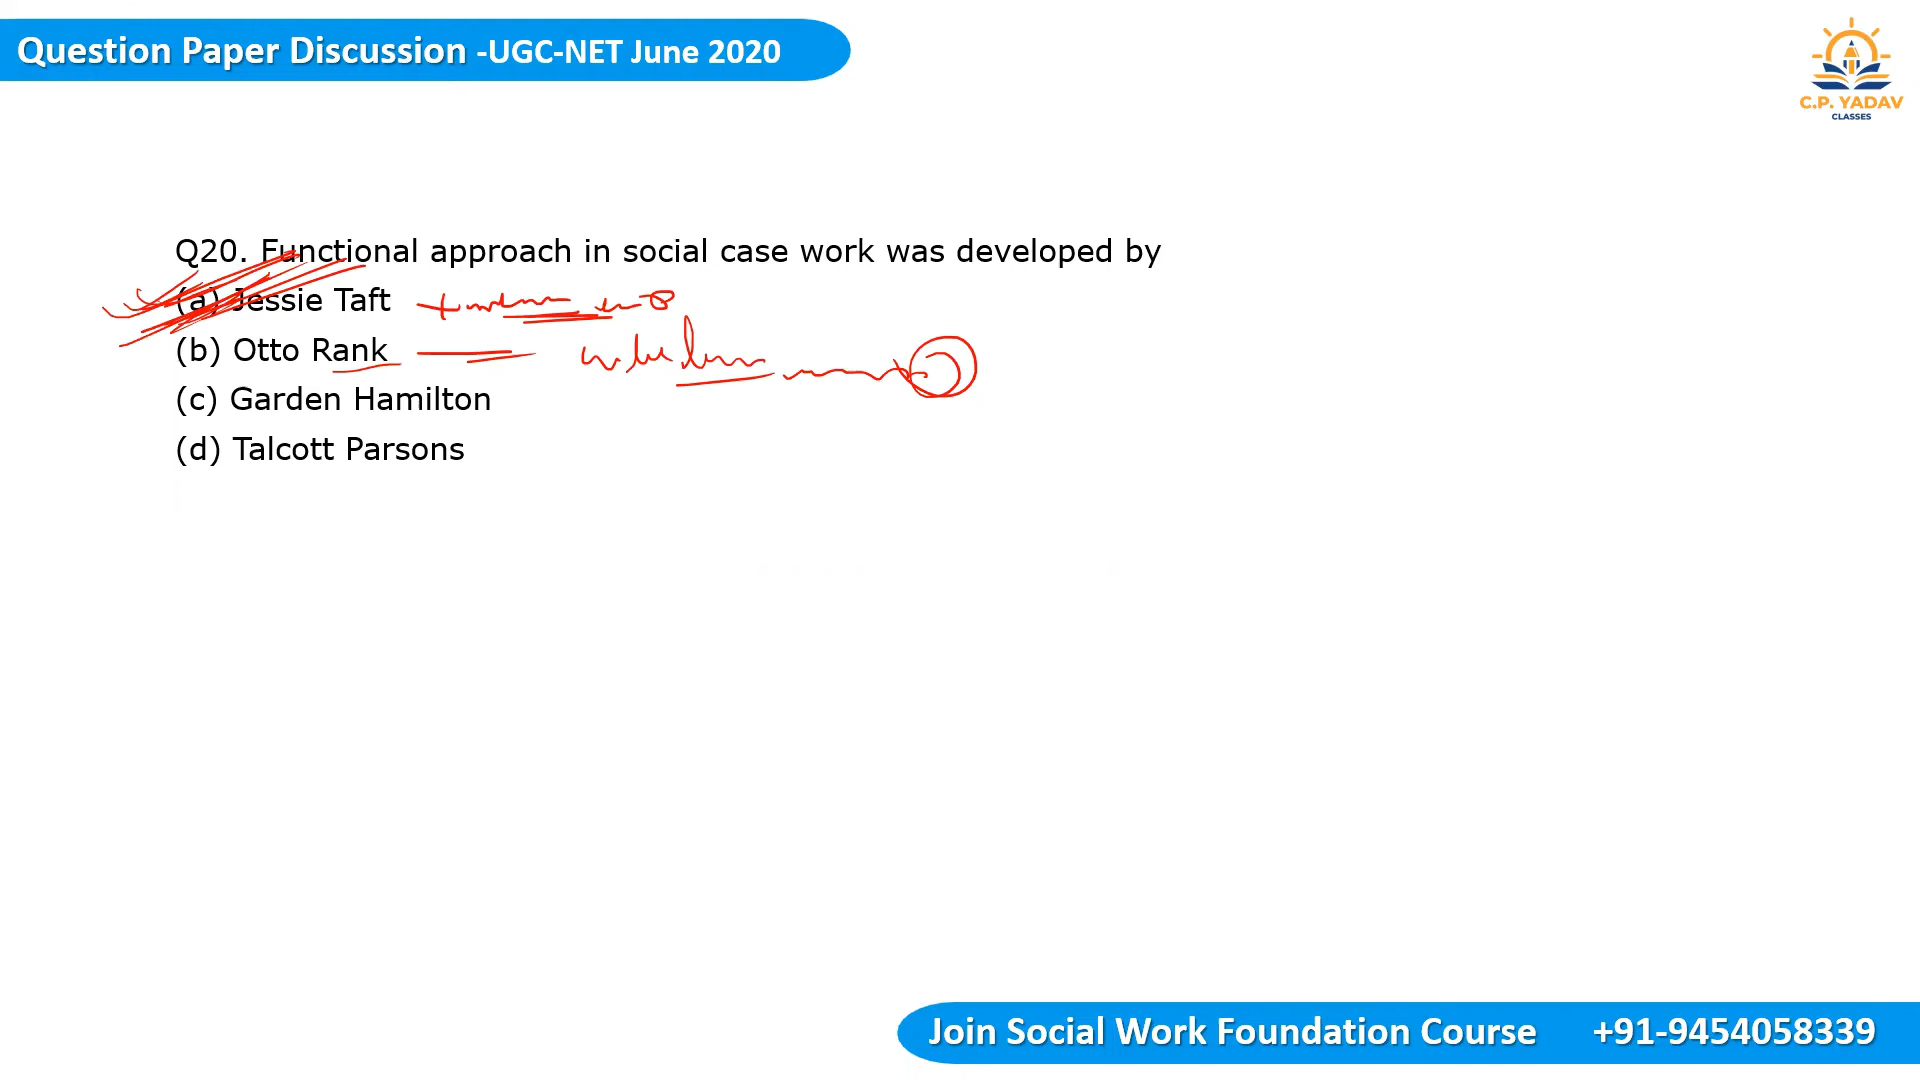 Question Paper Discussion -UGC-NET June 2020
C.P. YADAV
CLASSES
Q20. Functional approach in social case work was developed by
(a) Jessie Taft
(b) Otto Rank
(c) Garden Hamilton
(d) Talcott Parsons
Join Social Work Foundation Course +91-9454058339